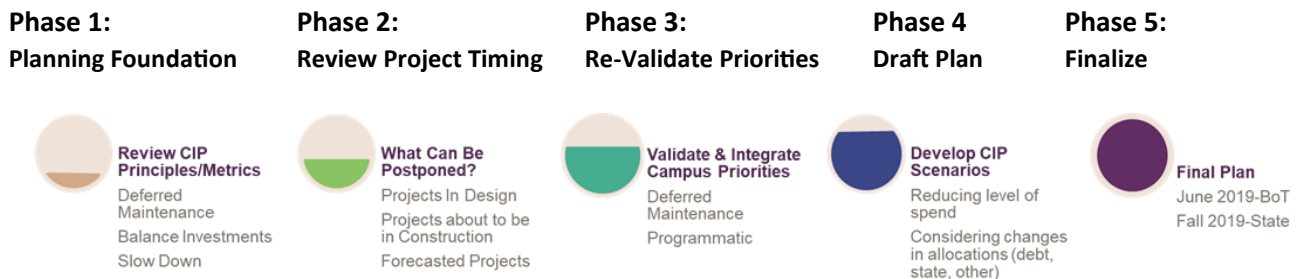 Phase 1:
Planning Foundation
Phase 2:
Review Project Timing
Phase 3:
Re-Validate Priorities
Phase 4
Draft Plan
Phase 5:
Finalize
Review CIP
Principles/Metrics
Deferred
Maintenance
Balance Investments
Slow Down
What Can Be
Postponed?
Projects In Design
Projects about to be
in Construction
Forecasted Projects
Validate & Integrate
Campus Priorities
Deferred
Maintenance
Programmatic
Develop CIP
Scenarios
Reducing level of
spend
Considering changes
in allocations (debt,
state, other)
Final Plan
June 2019-BoT
Fall 2019-State